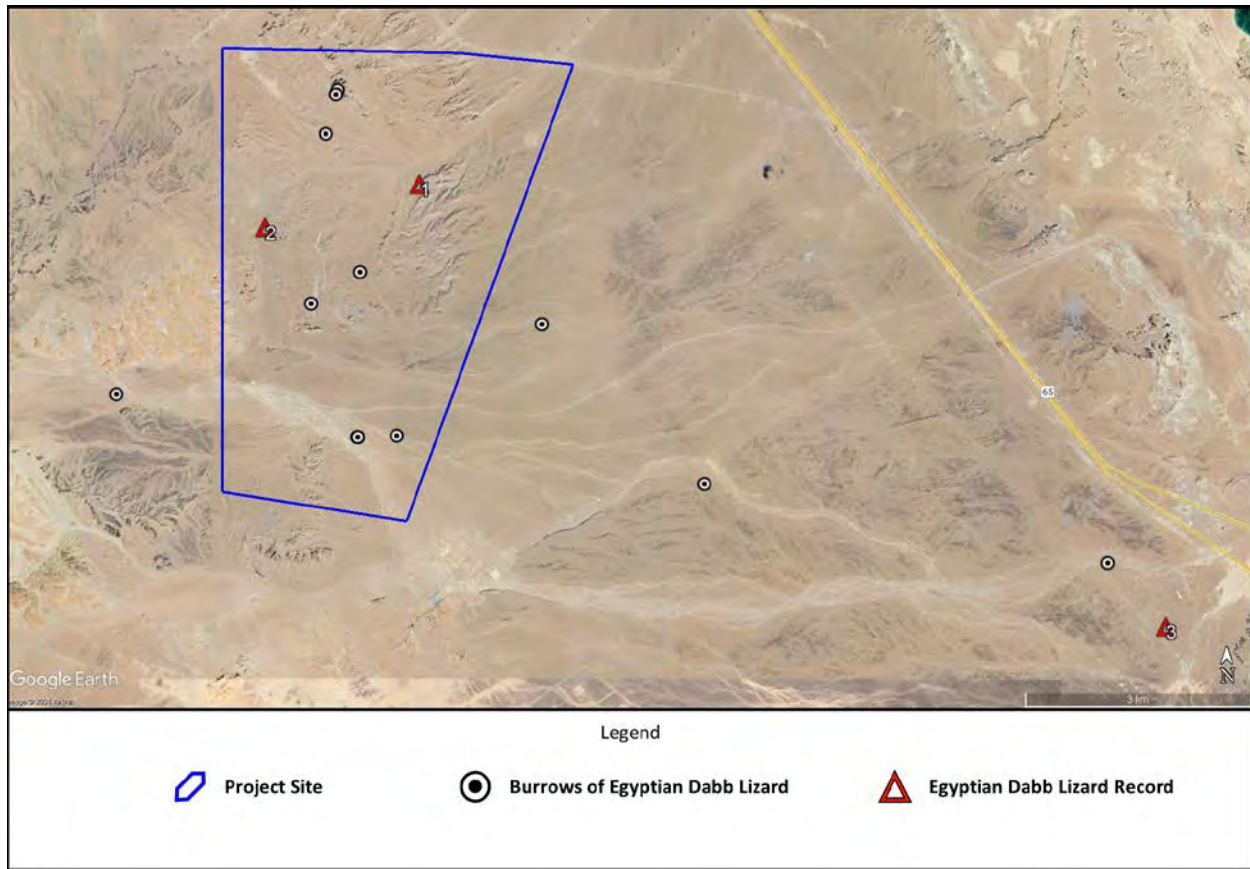 1
2
65
3
N
Google Earth
3 km
Legend
Project Site
Burrows of Egyptian Dabb Lizard
Egyptian Dabb Lizard Record